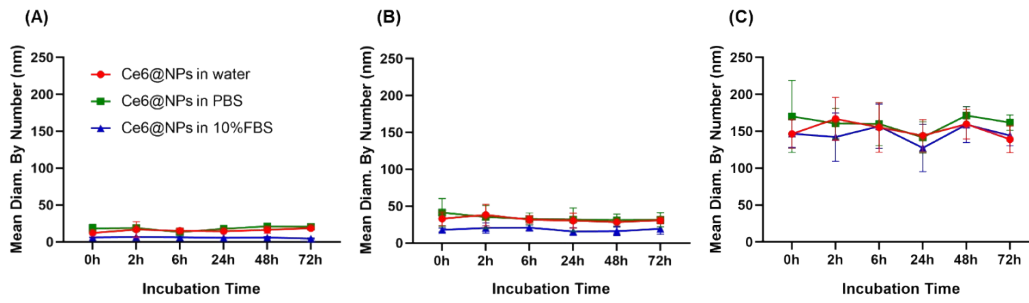 (A)
Mean Diam. By Number (nm)
250
200
150
100
50
0
Ce6@NPs in water
Ce6@NPs in PBS
Ce6@NPs in 10%FBS
0h 2h 6h 24h 48h 72h
Incubation Time
(B)
Mean Diam. By Number (nm)
250
200
150
100
50
0
0h 2h 6h 24h 48h 72h
Incubation Time
(C)
Mean Diam. By Number (nm)
250
200
150
100
50
0
0h 2h 6h 24h 48h 72h
Incubation Time